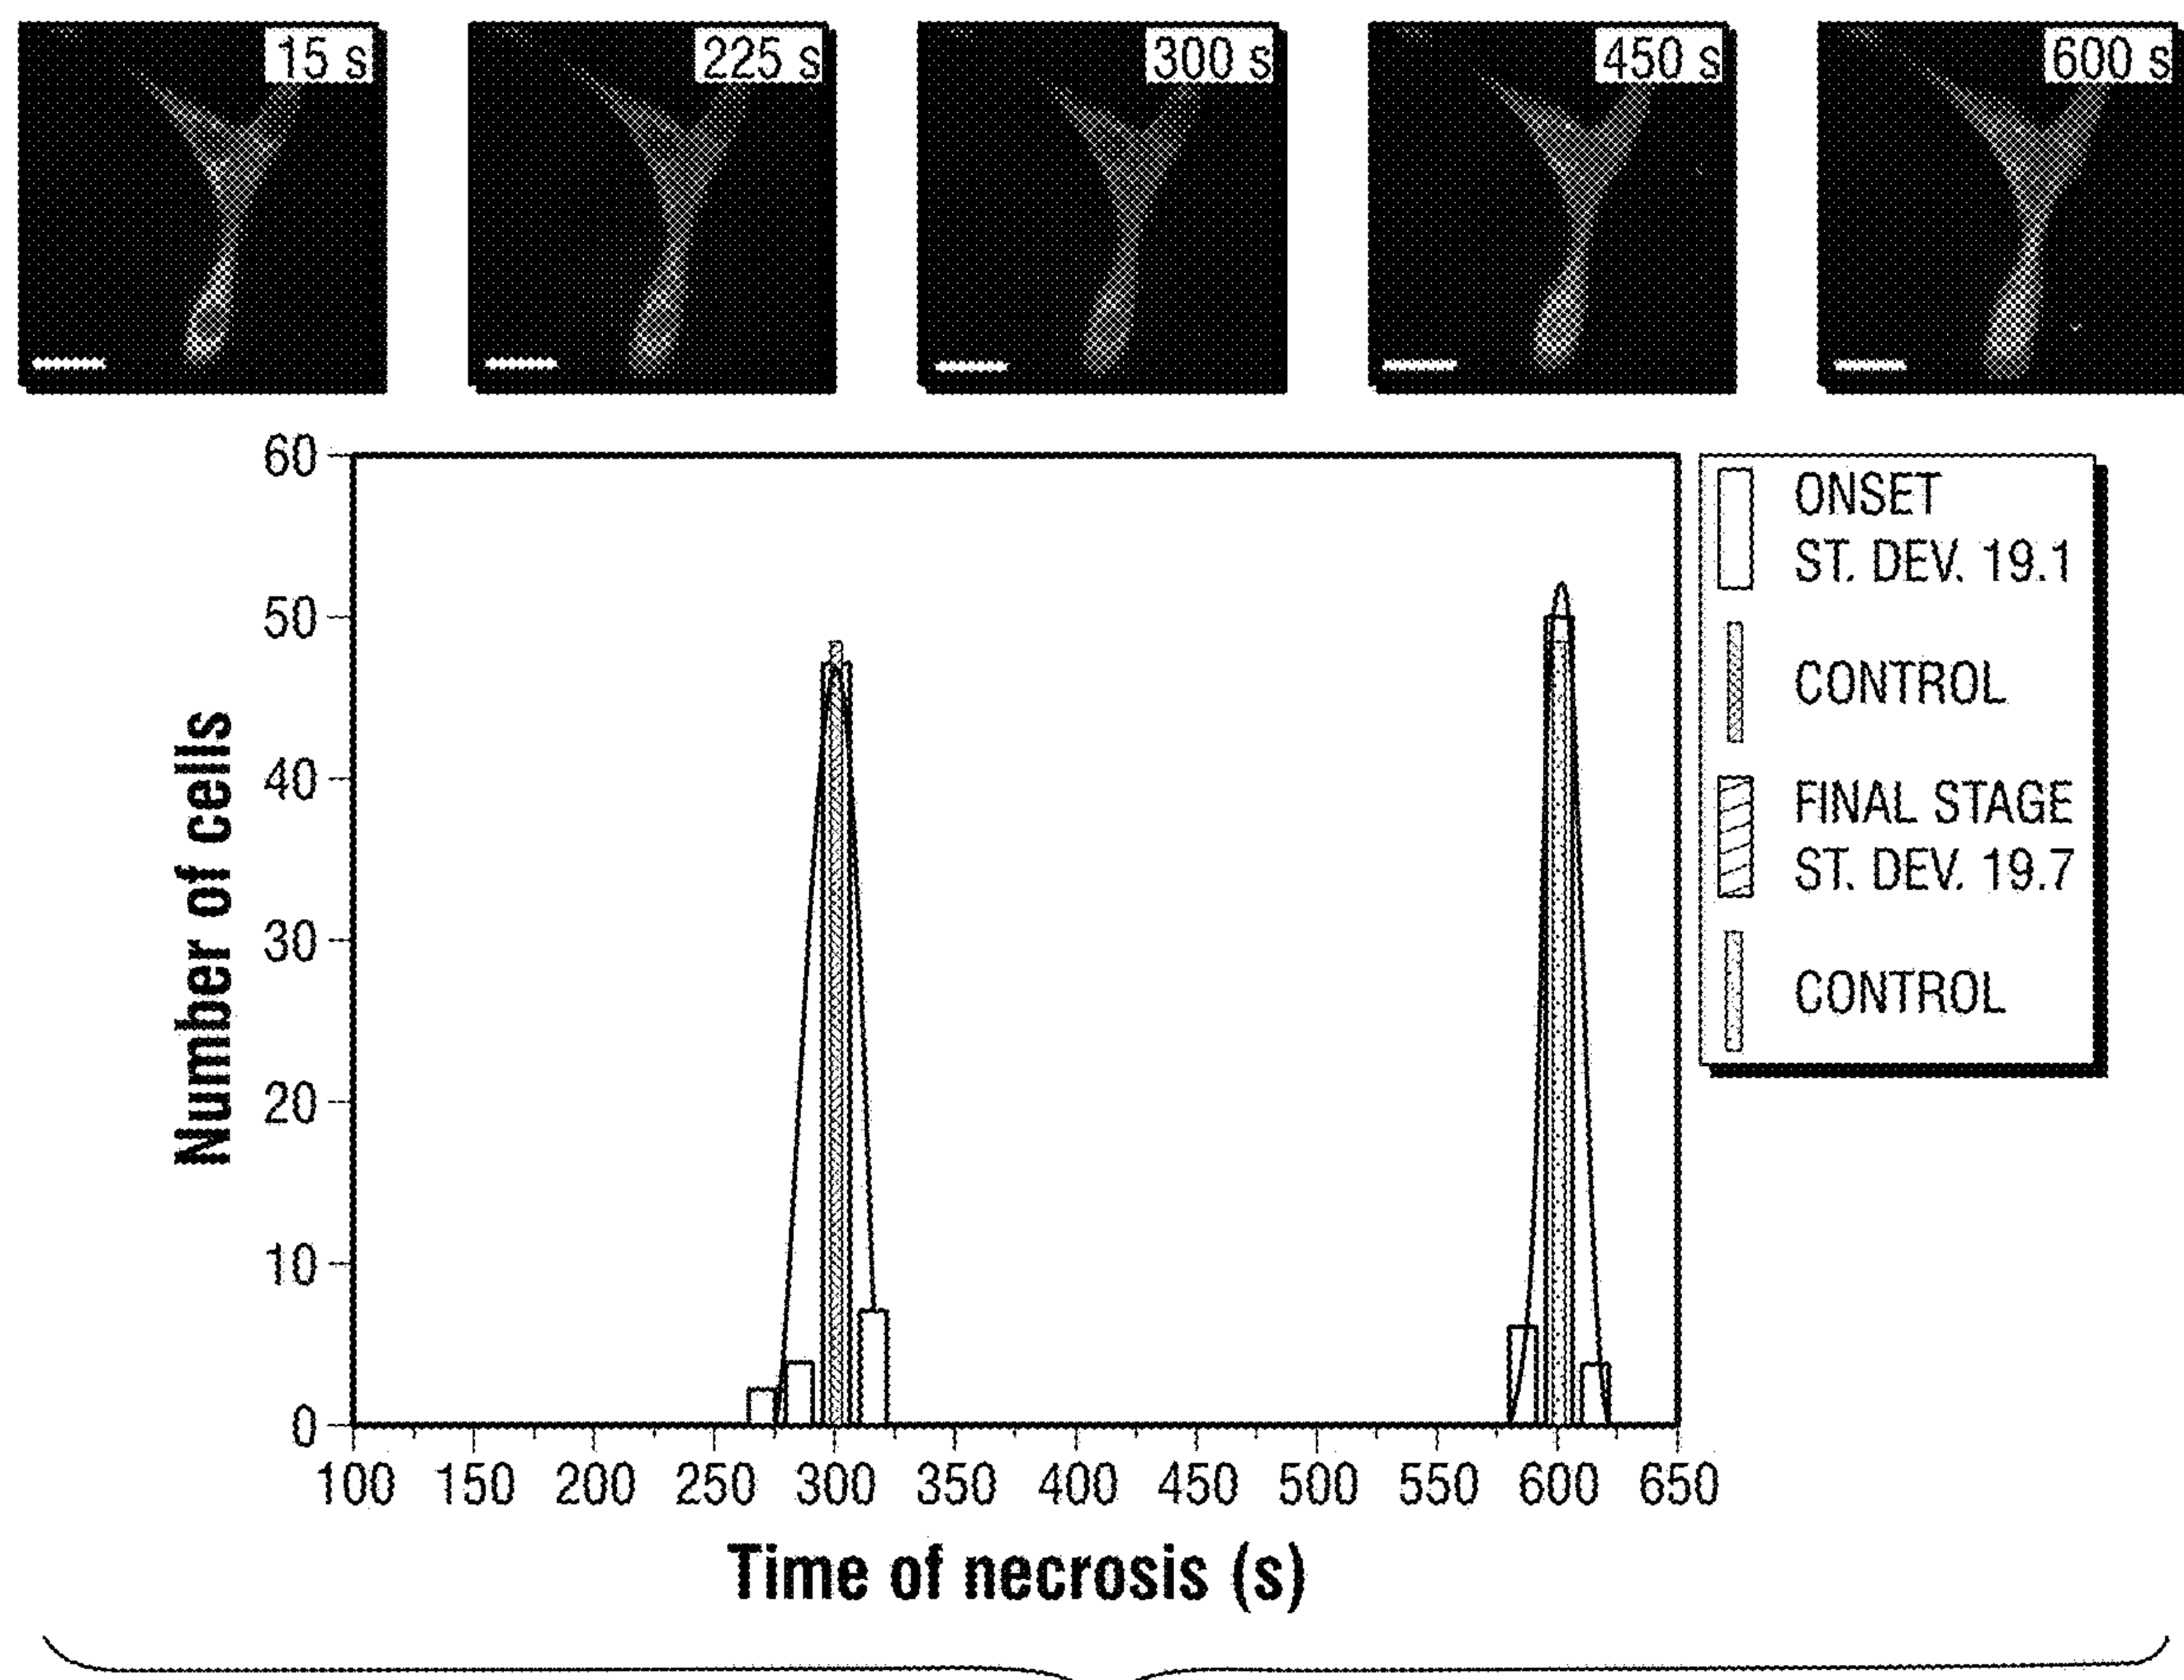 15 s
225 s
300 s
450 s
600 s
60
50
40
30
20
10
0
Number of cells
100 150 200 250 300 350 400 450 500 550 600 650
Time of necrosis (s)
ONSET
ST. DEV. 19.1
CONTROL
FINAL STAGE
ST. DEV. 19.7
CONTROL